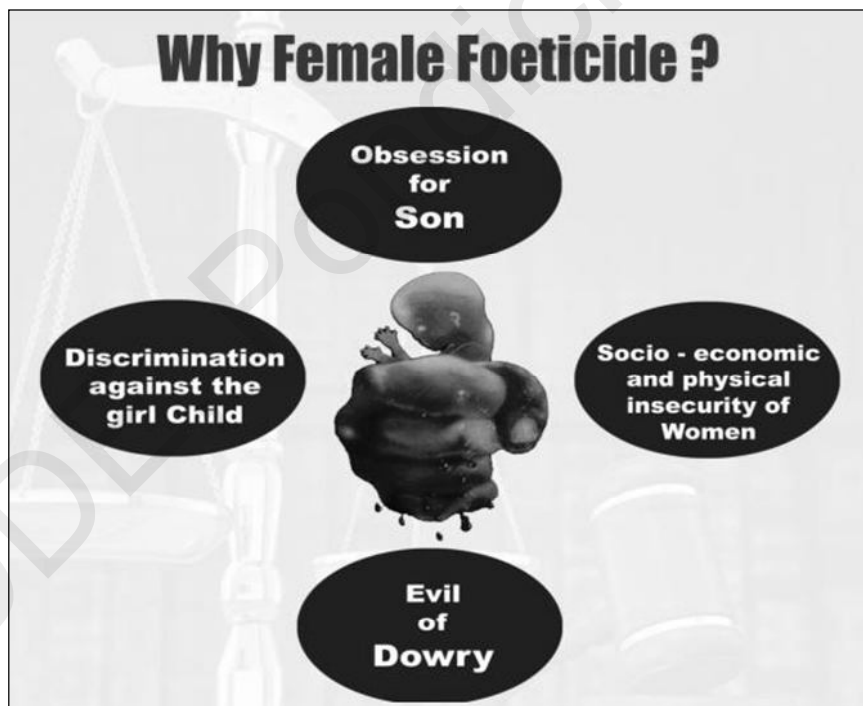 Why Female Foeticide ?
Obsession
for
Son
Discrimination
against the
girl Child
Socio - economic
and physical
insecurity of
Women
Evil
of
Dowry